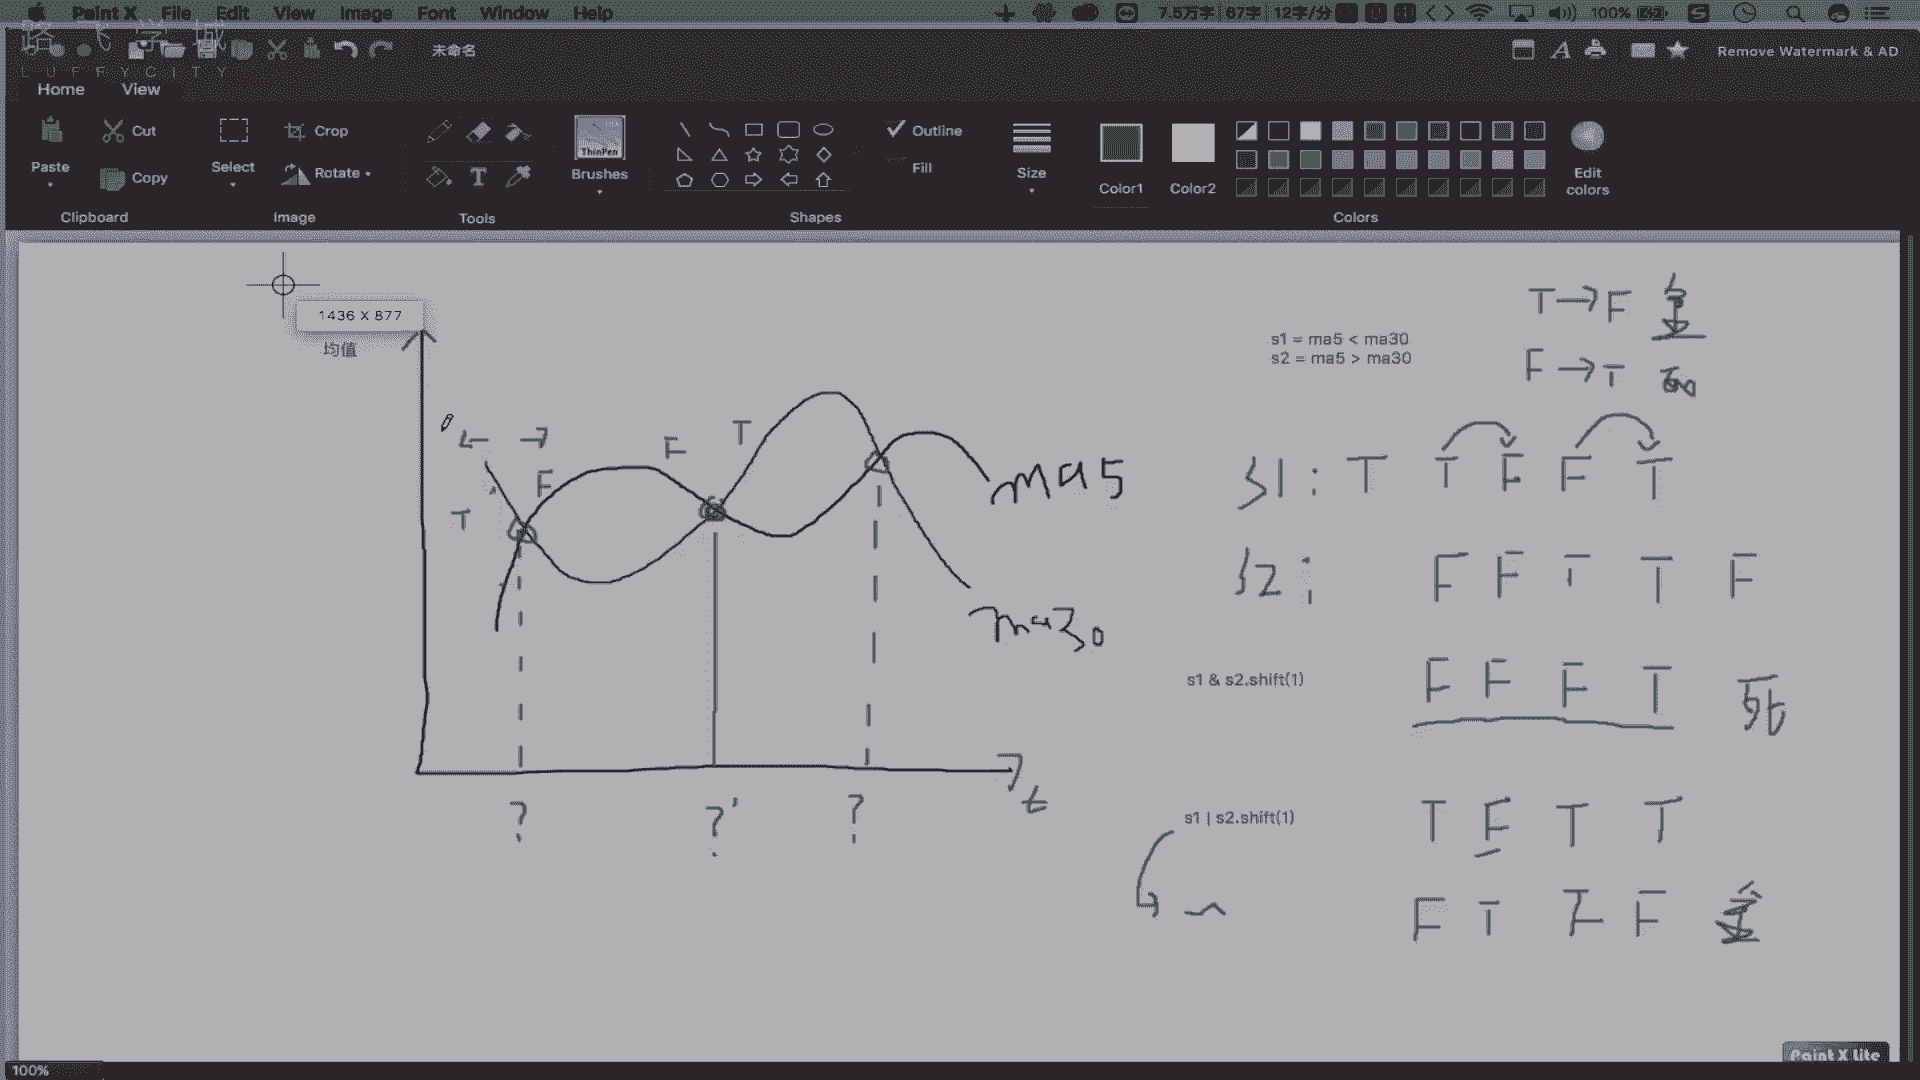 Paint X File Edit View Image Font Window Help 7.5万字 67字 12字/分 100%
路飞学城
LUFFYCITY
未命名
Remove Watermark & AD
Home View
Paste
Cut
Copy
Clipboard
Select
Crop
Rotate
Image
T
Tools
ThinPen
Brushes
Shapes
Outline
Fill
Size
Color1
Color2
Colors
Edit
colors
1436 X 877
均值
s1 = ma5 < ma30
s2 = ma5 > ma30
T→F 金
F→T 死
← →
T F F T
ma5
ma30
t
? ? ?
s1: T T F F T
s2: F F T T F
s1 & s2.shift(1)
F F F T 死
s1 | s2.shift(1)
T F T T
~ F T F F 金
Paint X Lite
100%